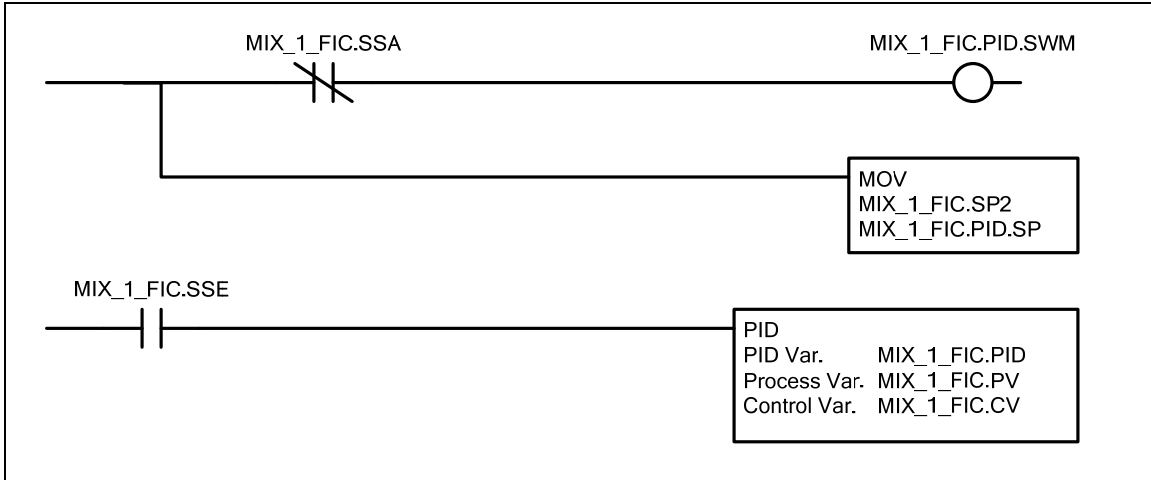 MIX_1_FIC.SSA
MIX_1_FIC.PID.SWM
MOV
MIX_1_FIC.SP2
MIX_1_FIC.PID.SP
MIX_1_FIC.SSE
PID
PID Var. MIX_1_FIC.PID
Process Var. MIX_1_FIC.PV
Control Var. MIX_1_FIC.CV